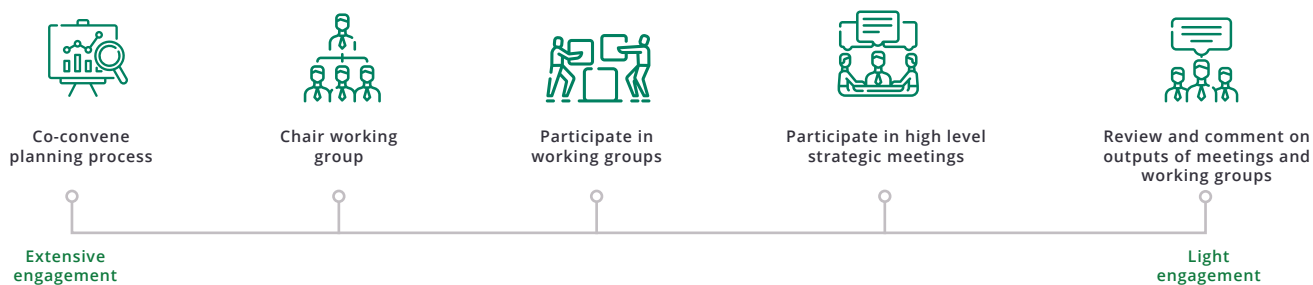 Co-convene
planning process
Chair working
group
Participate in
working groups
Participate in high level
strategic meetings
Review and comment on
outputs of meetings and
working groups
Extensive
engagement
Light
engagement